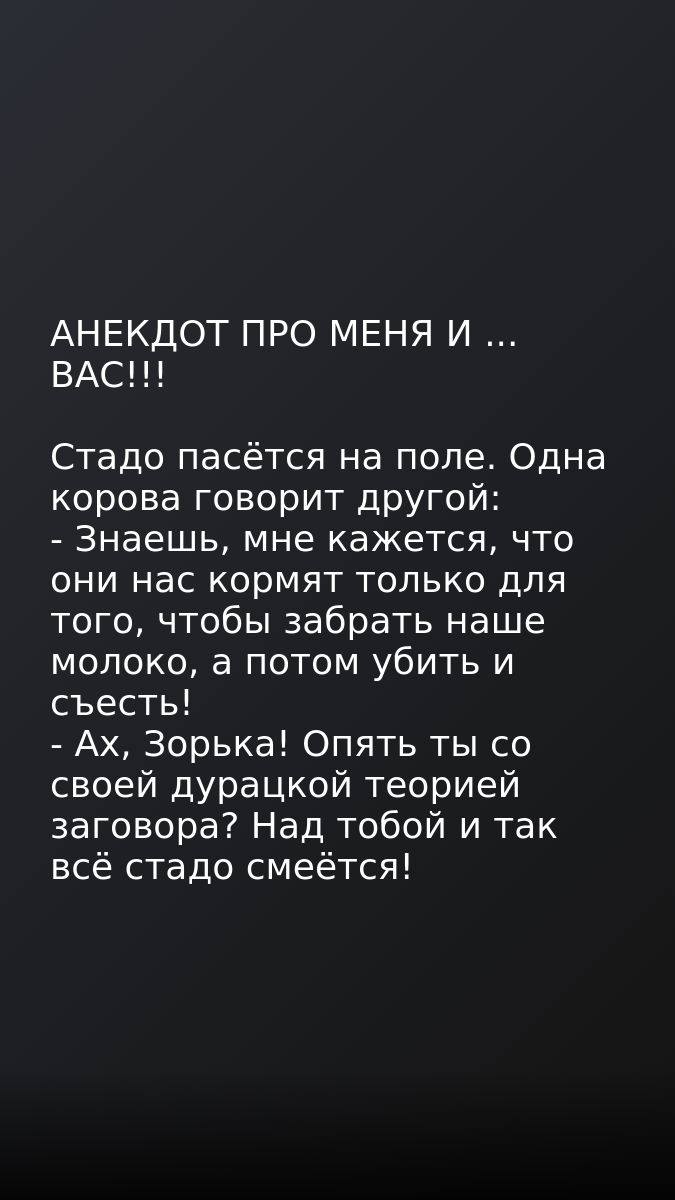 АНЕКДОТ ПРО МЕНЯ И ...
ВАС!!!
Стадо пасётся на поле. Одна
корова говорит другой:
- Знаешь, мне кажется, что
они нас кормят только для
того, чтобы забрать наше
молоко, а потом убить и
съесть!
- Ах, Зорька! Опять ты со
своей дурацкой теорией
заговора? Над тобой и так
всё стадо смеётся!